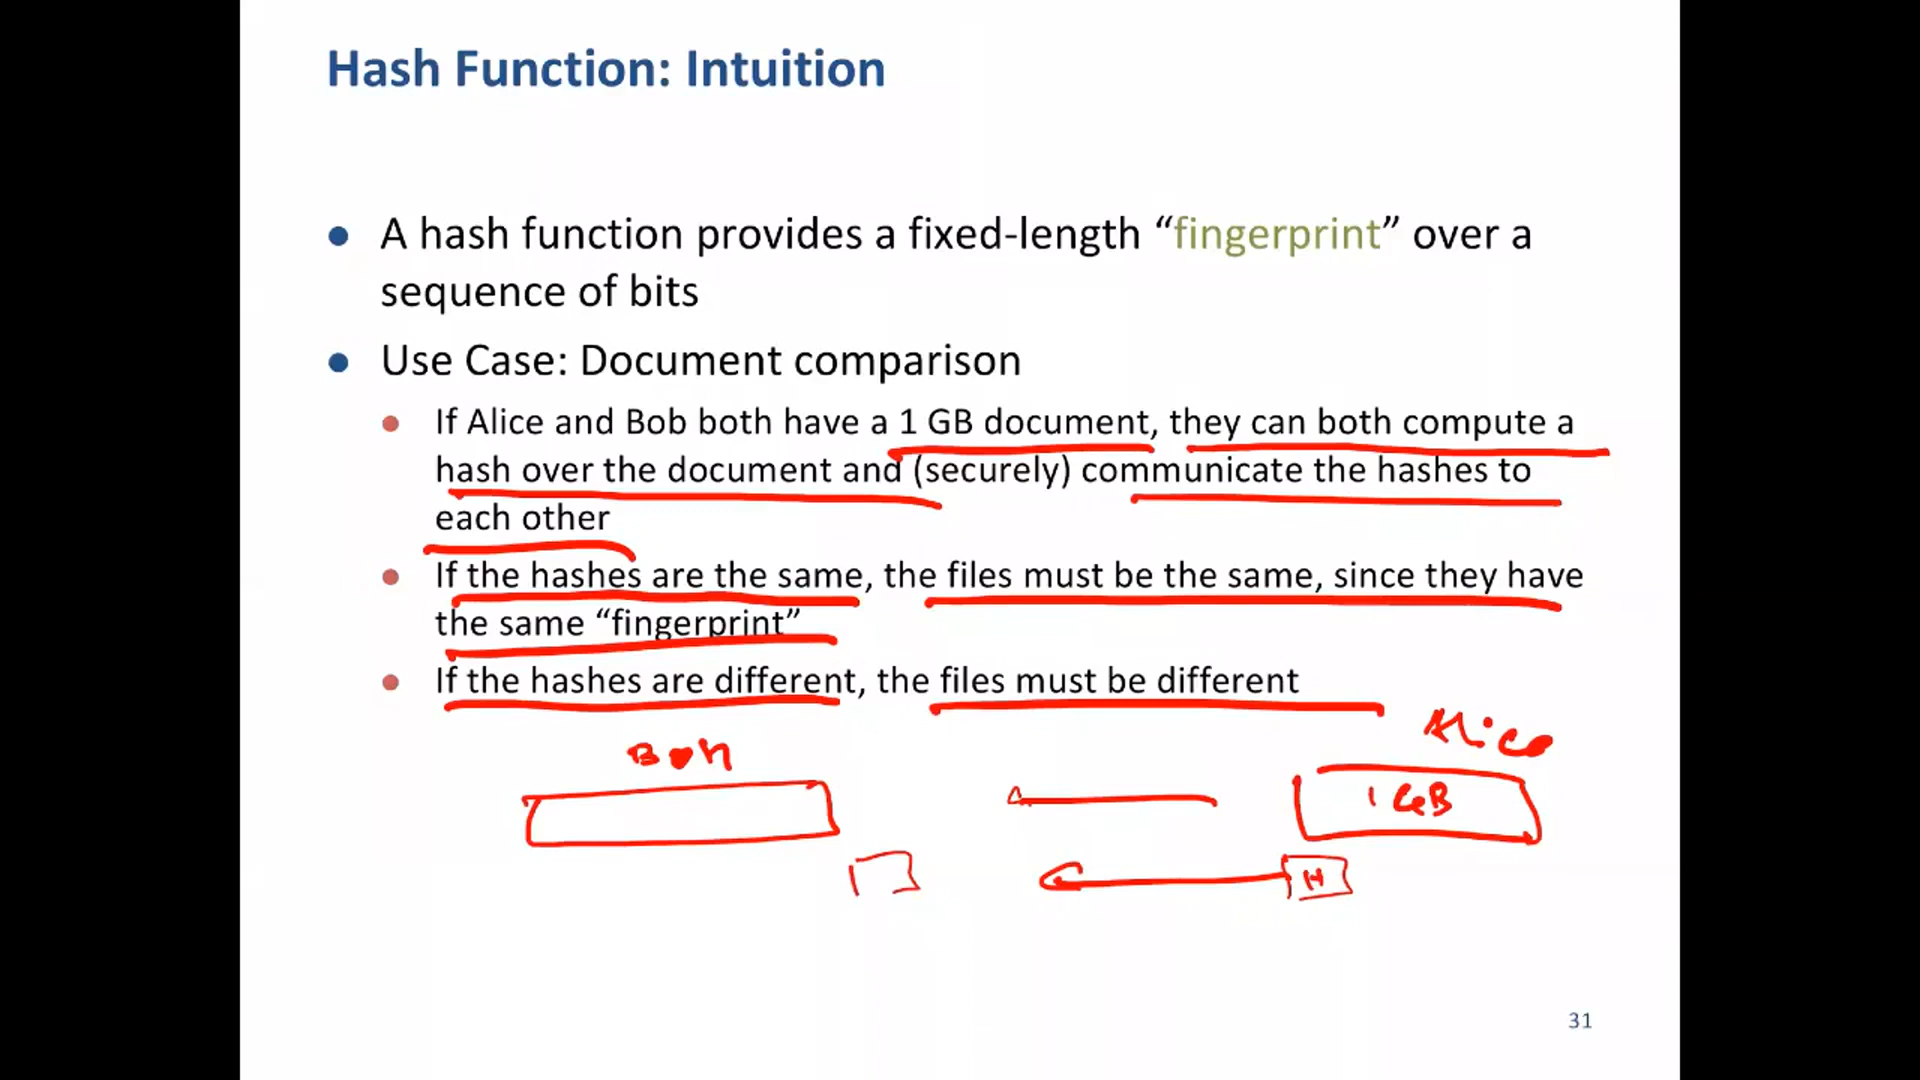 Hash Function: Intuition
● A hash function provides a fixed-length “fingerprint” over a
sequence of bits
● Use Case: Document comparison
● If Alice and Bob both have a 1 GB document, they can both compute a
hash over the document and (securely) communicate the hashes to
each other
● If the hashes are the same, the files must be the same, since they have
the same “fingerprint”
● If the hashes are different, the files must be different
Alice
1 GB
H
31